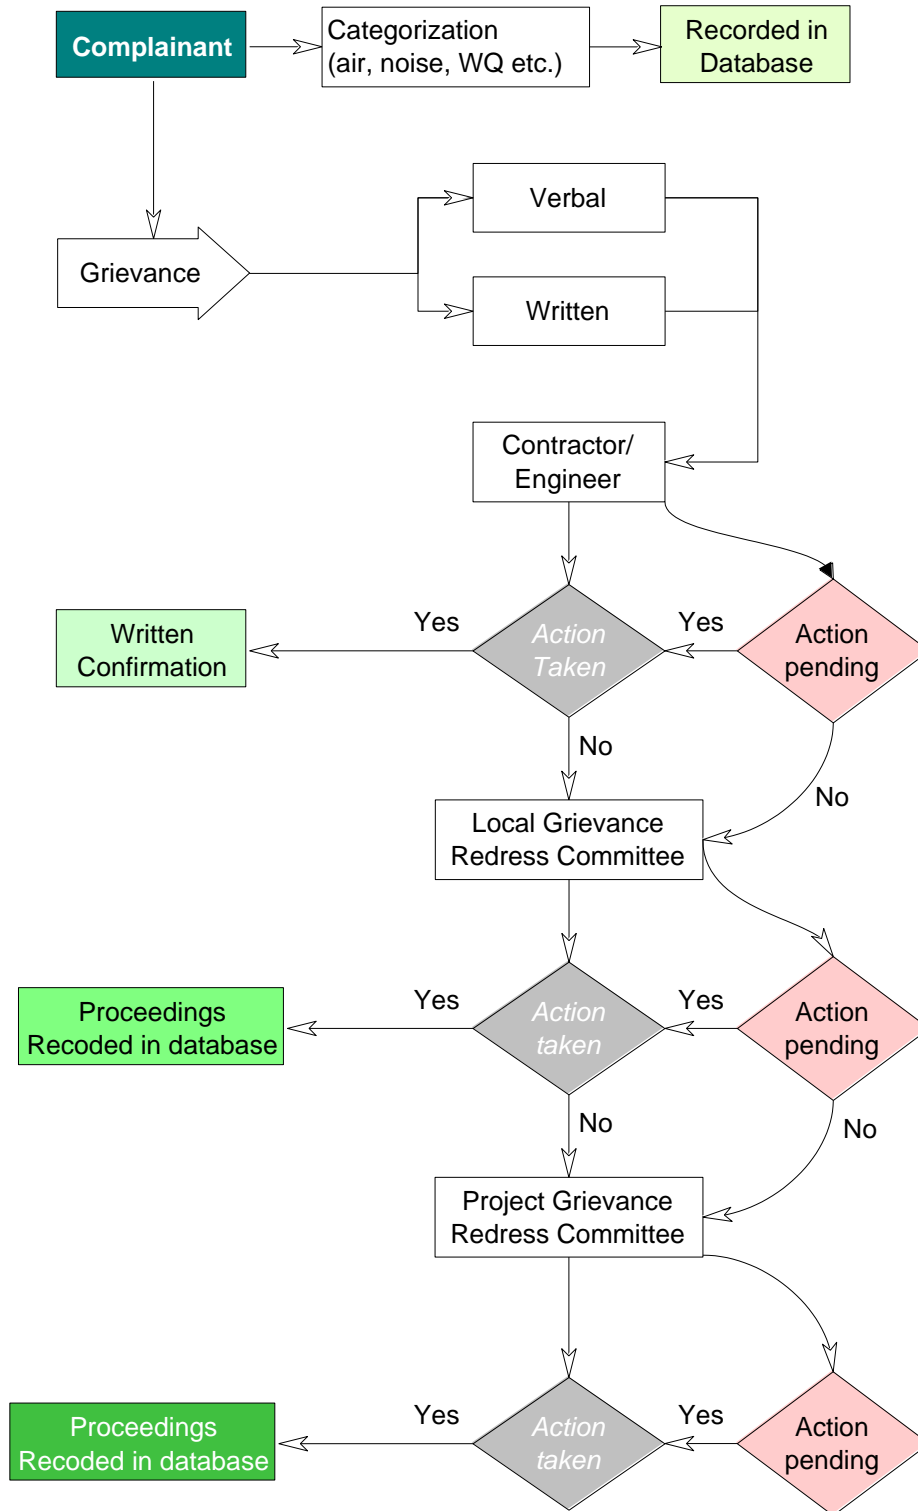 Complainant
Categorization
(air, noise, WQ etc.)
Recorded in
Database
Verbal
Grievance
Written
Contractor/
Engineer
Yes
Yes
Written
Confirmation
Action
Taken
Action
pending
No
No
Local Grievance
Redress Committee
Yes
Yes
Proceedings
Recoded in database
Action
taken
Action
pending
No
No
Project Grievance
Redress Committee
Yes
Yes
Proceedings
Recoded in database
Action
taken
Action
pending